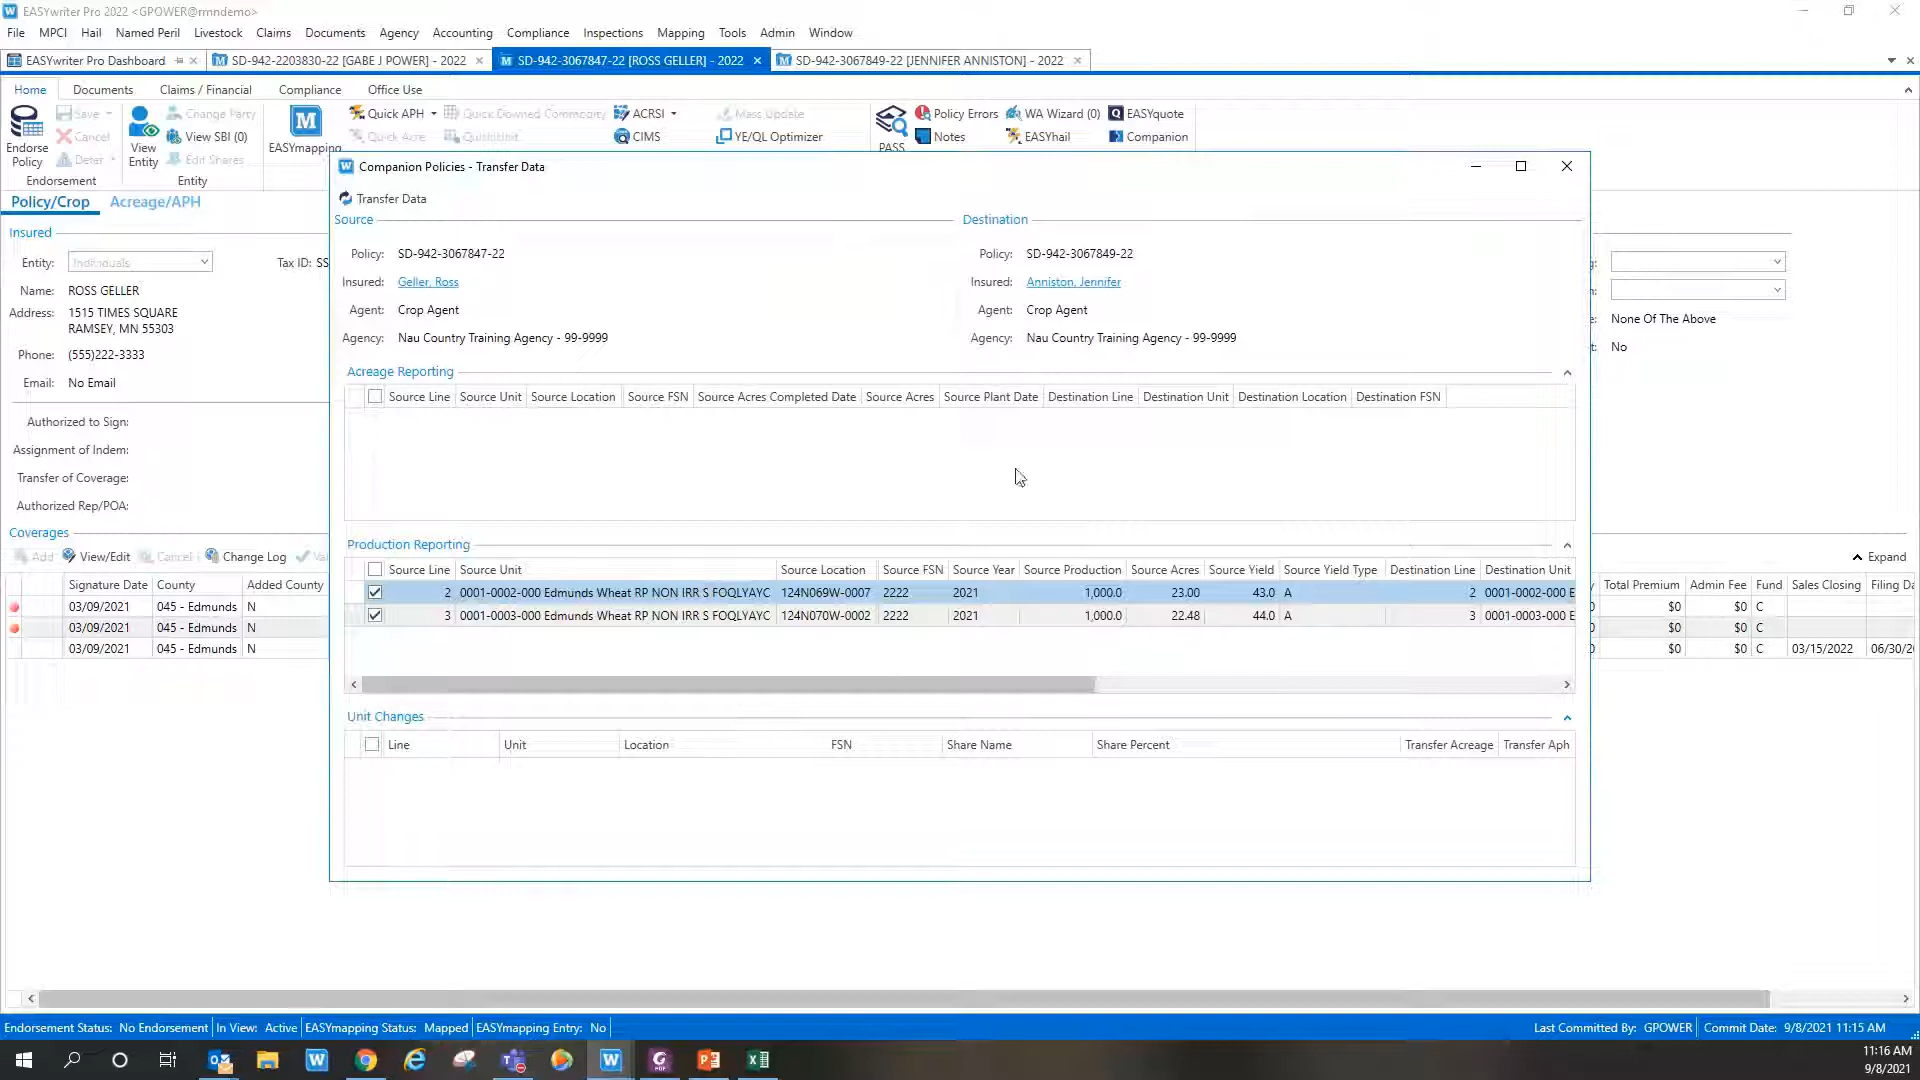 EASYwriter Pro 2022 <GPOWER@rmndemo>
File MPCI Hail Named Peril Livestock Claims Documents Agency Accounting Compliance Inspections Mapping Tools Admin Window
EASYwriter Pro Dashboard SD-942-2203830-22 [GABE J POWER] - 2022 SD-942-3067847-22 [ROSS GELLER] - 2022 SD-942-3067849-22 [JENNIFER ANNISTON] - 2022
Home Documents Claims / Financial Compliance Office Use
Save Change Party Quick APH Quick Downed Commodity ACRSI Mass Update Policy Errors WA Wizard (0) EASYquote
Cancel View SBI (0) Quick Acre QuickUnit CIMS YE/QL Optimizer Notes EASYhail Companion
Endorse Policy Defer View Entity Edit Shares EASYmapping PASS
Endorsement Entity
Policy/Crop Acreage/APH
Insured
Entity: Individuals Tax ID: SS
Name: ROSS GELLER
Address: 1515 TIMES SQUARE
RAMSEY, MN 55303
Phone: (555)222-3333
Email: No Email
Authorized to Sign:
Assignment of Indem:
Transfer of Coverage:
Authorized Rep/POA:
Coverages
Add View/Edit Cancel Change Log Va
Signature Date County Added County
03/09/2021 045 - Edmunds N
03/09/2021 045 - Edmunds N
03/09/2021 045 - Edmunds N
Companion Policies - Transfer Data
Transfer Data
Source Destination
Policy: SD-942-3067847-22 Policy: SD-942-3067849-22
Insured: Geller, Ross Insured: Anniston, Jennifer
Agent: Crop Agent Agent: Crop Agent
Agency: Nau Country Training Agency - 99-9999 Agency: Nau Country Training Agency - 99-9999
Acreage Reporting
Source Line Source Unit Source Location Source FSN Source Acres Completed Date Source Acres Source Plant Date Destination Line Destination Unit Destination Location Destination FSN
Production Reporting
Source Line Source Unit Source Location Source FSN Source Year Source Production Source Acres Source Yield Source Yield Type Destination Line Destination Unit
2 0001-0002-000 Edmunds Wheat RP NON IRR S FOQLYAYC 124N069W-0007 2222 2021 1,000.0 23.00 43.0 A 2 0001-0002-000 E
3 0001-0003-000 Edmunds Wheat RP NON IRR S FOQLYAYC 124N070W-0002 2222 2021 1,000.0 22.48 44.0 A 3 0001-0003-000 E
Unit Changes
Line Unit Location FSN Share Name Share Percent Transfer Acreage Transfer Aph
None Of The Above
No
Expand
Total Premium Admin Fee Fund Sales Closing Filing Da
$0 $0 C
$0 $0 C
$0 $0 C 03/15/2022 06/30/20
Endorsement Status: No Endorsement In View: Active EASYmapping Status: Mapped EASYmapping Entry: No Last Committed By: GPOWER Commit Date: 9/8/2021 11:15 AM
11:16 AM
9/8/2021